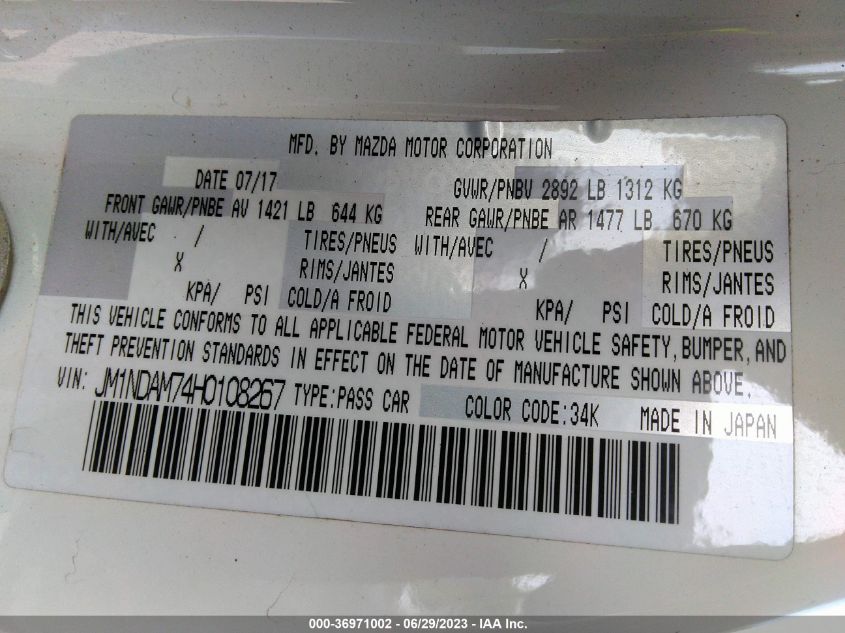 MFD. BY MAZDA MOTOR CORPORATION
DATE 07/17 GVWR/PNBV 2892 LB 1312 KG
FRONT GAWR/PNBE AV 1421 LB 644 KG REAR GAWR/PNBE AR 1477 LB 670 KG
WITH/AVEC / TIRES/PNEUS WITH/AVEC / TIRES/PNEUS
X RIMS/JANTES X RIMS/JANTES
KPA/ PSI COLD/A FROID KPA/ PSI COLD/A FROID
THIS VEHICLE CONFORMS TO ALL APPLICABLE FEDERAL MOTOR VEHICLE SAFETY, BUMPER, AND
THEFT PREVENTION STANDARDS IN EFFECT ON THE DATE OF MANUFACTURE SHOWN ABOVE.
VIN: JM1NDAM74H0108267 TYPE:PASS CAR COLOR CODE:34K MADE IN JAPAN
000-36971002 - 06/29/2023 - IAA Inc.